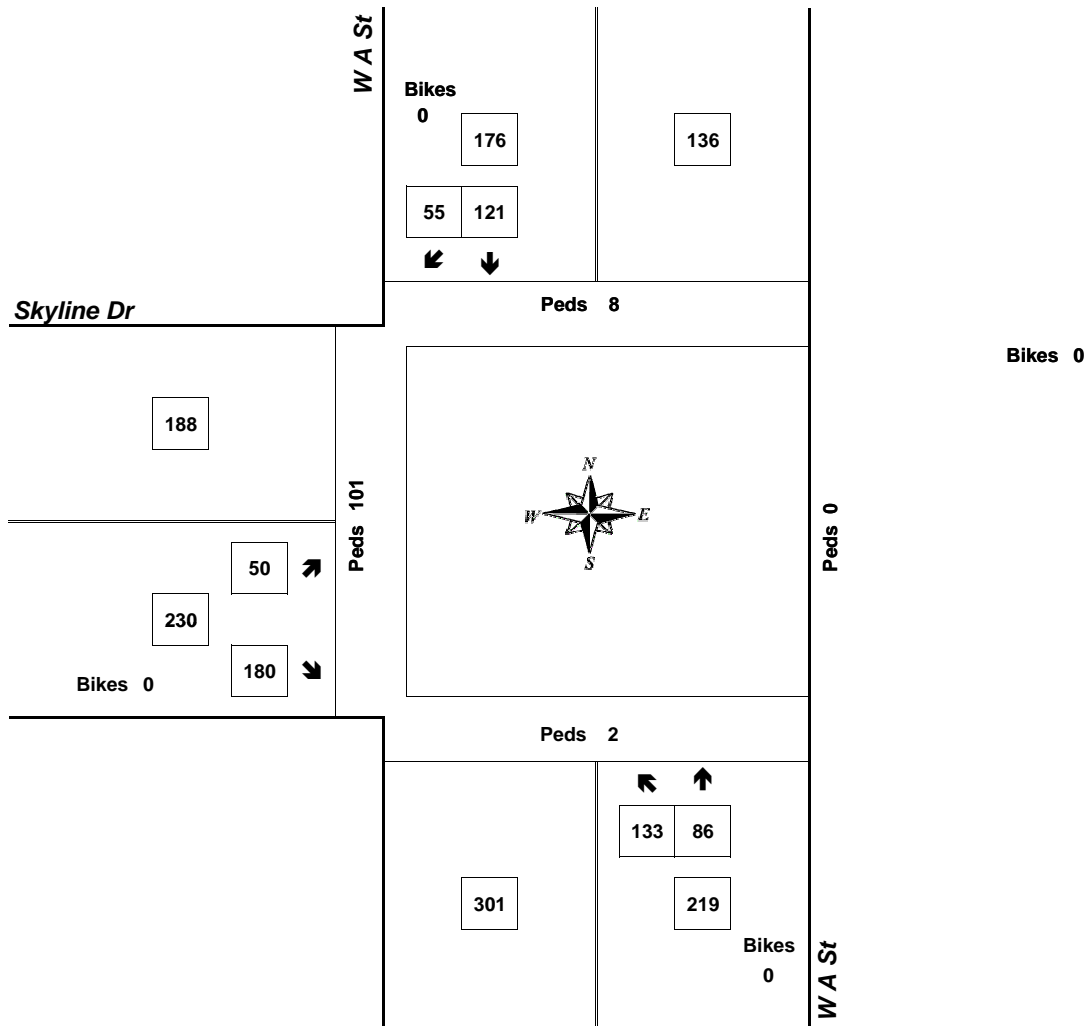 W A St
Bikes
0
176
136
55 121
Skyline Dr
Peds 8
Bikes 0
188
N
W E
S
Peds 101
Peds 0
50
230
180
Bikes 0
Peds 2
133 86
301
219
Bikes
0
W A St